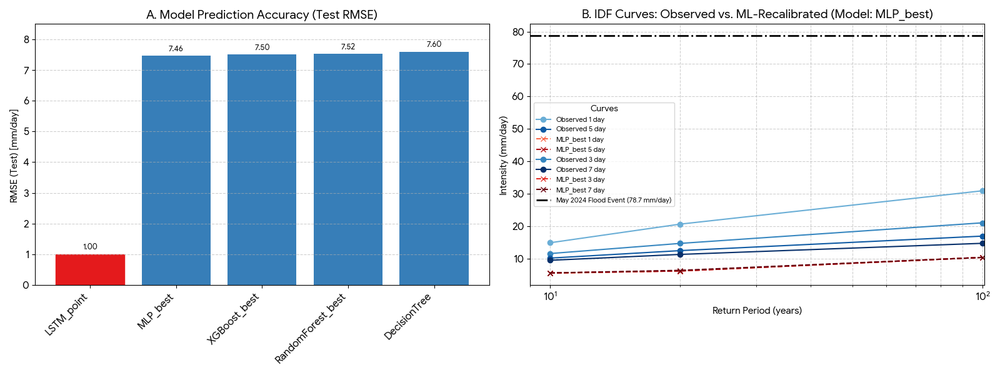 A. Model Prediction Accuracy (Test RMSE)
RMSE (Test) [mm/day]
8
7
6
5
4
3
2
1
0
1.00
7.46
7.50
7.52
7.60
LSTM_point
MLP_best
XGBoost_best
RandomForest_best
DecisionTree
B. IDF Curves: Observed vs. ML-Recalibrated (Model: MLP_best)
Intensity (mm/day)
80
70
60
50
40
30
20
10
Curves
Observed 1 day
Observed 5 day
MLP_best 1 day
MLP_best 5 day
Observed 3 day
Observed 7 day
MLP_best 3 day
MLP_best 7 day
May 2024 Flood Event (78.7 mm/day)
10¹
10²
Return Period (years)